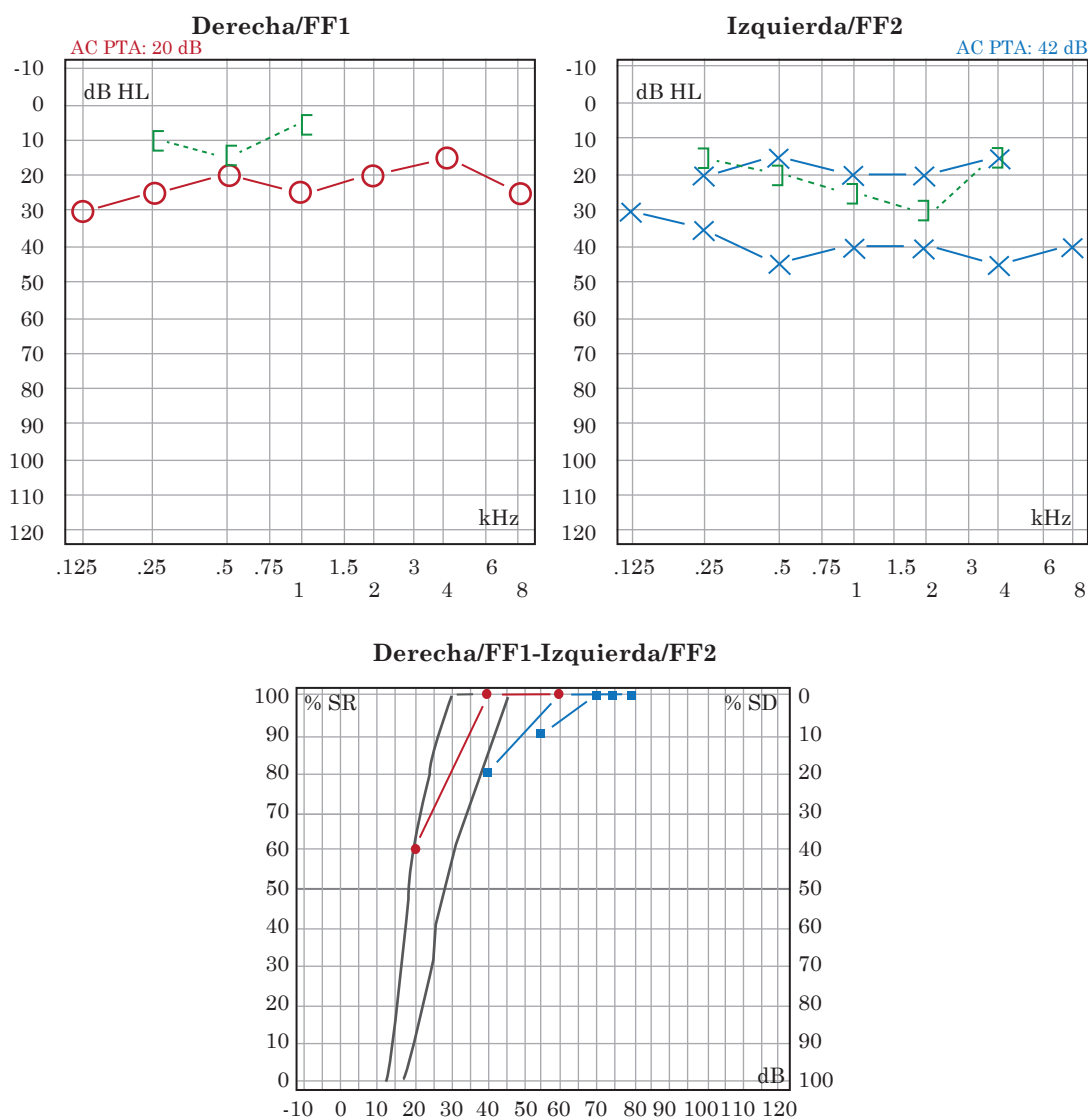 Derecha/FF1
AC PTA: 20 dB
dB HL
-10
0
10
20
30
40
50
60
70
80
90
100
110
120
kHz
.125 .25 .5 .75 1 1.5 2 3 4 6 8
Izquierda/FF2
AC PTA: 42 dB
dB HL
-10
0
10
20
30
40
50
60
70
80
90
100
110
120
kHz
.125 .25 .5 .75 1 1.5 2 3 4 6 8
Derecha/FF1-Izquierda/FF2
% SR % SD
100 0
90 10
80 20
70 30
60 40
50 50
40 60
30 70
20 80
10 90
0 100
dB
-10 0 10 20 30 40 50 60 70 80 90 100 110 120